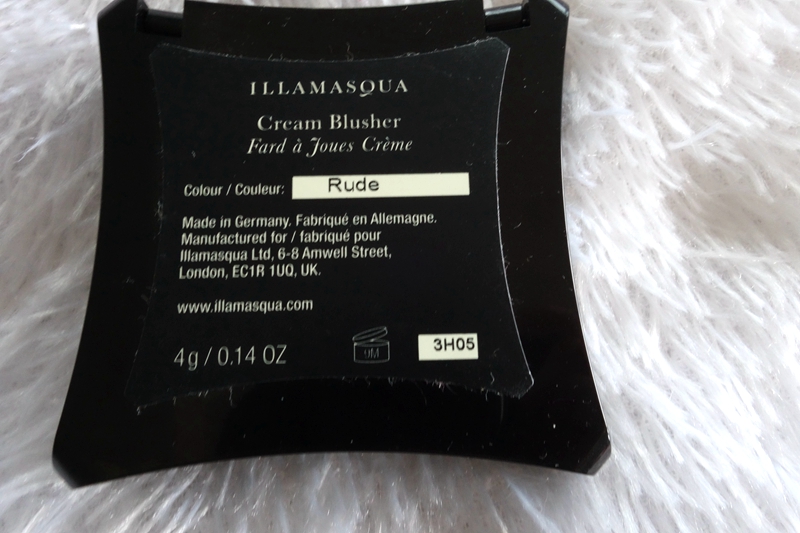 ILLAMASQUA
Cream Blusher
Fard à Joues Crème
Colour / Couleur: Rude
Made in Germany. Fabriqué en Allemagne.
Manufactured for / fabriqué pour
Illamasqua Ltd, 6-8 Amwell Street,
London, EC1R 1UQ, UK.
www.illamasqua.com
4g / 0.14 OZ
9M
3H05